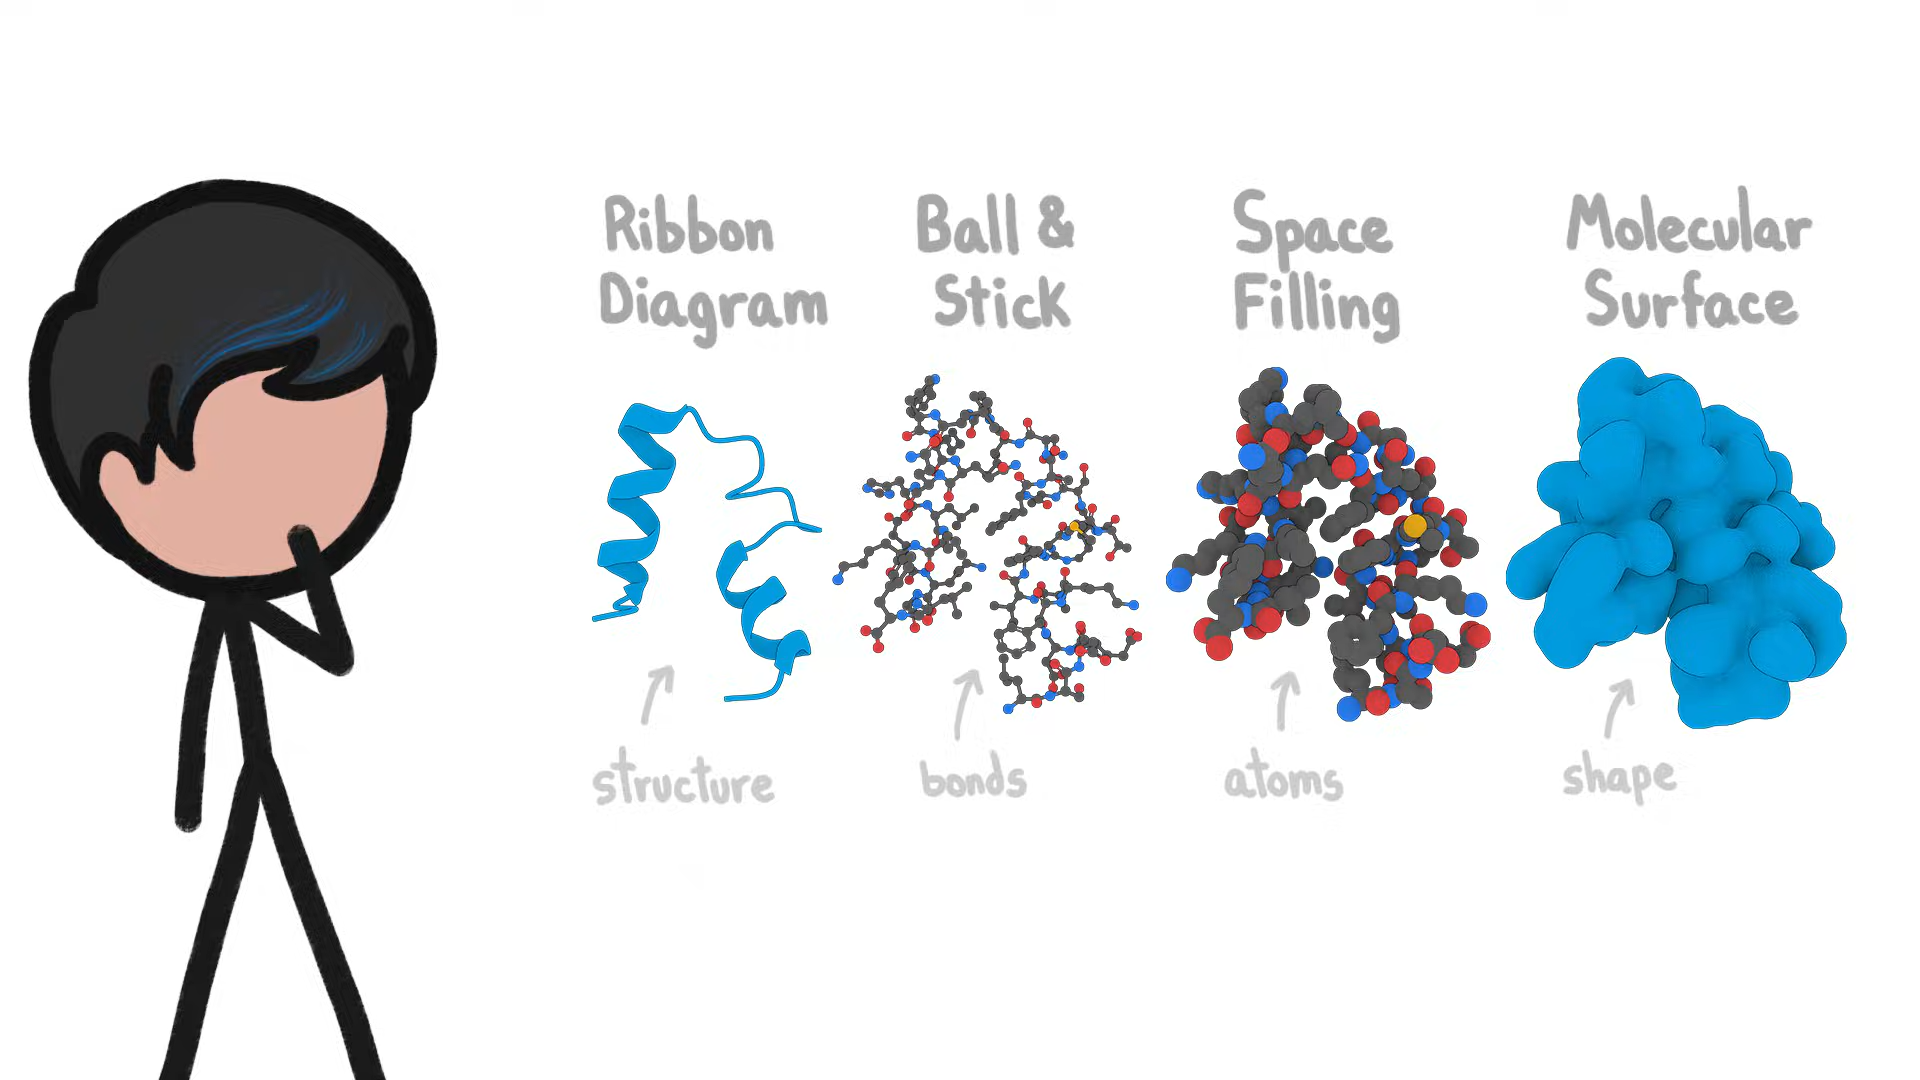 Ribbon
Diagram
Ball &
Stick
Space
Filling
Molecular
Surface
structure
bonds
atoms
shape